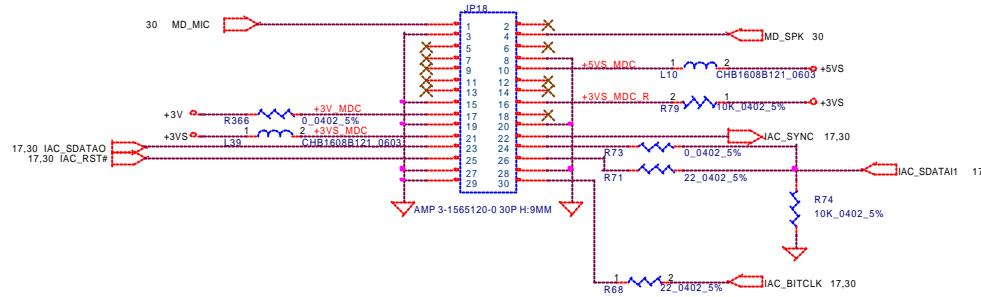 JP18
30 MD_MIC
1 2
3 4
MD_SPK 30
5 6
7 8
9 10
+5VS_MDC
1 2
+5VS
L10
CHB1608B121_0603
11 12
13 14
15 16
+3VS_MDC_R
2 1
+3VS
R79
10K_0402_5%
+3V
+3V_MDC
R366
0_0402_5%
17 18
19 20
+3VS
1 2
+3VS_MDC
L39
CHB1608B121_0603
21 22
IAC_SYNC 17,30
17,30 IAC_SDATAO
23 24
R73
0_0402_5%
17,30 IAC_RST#
25 26
27 28
R71
22_0402_5%
IAC_SDATAI1 17
29 30
R74
10K_0402_5%
AMP 3-1565120-0 30P H:9MM
1 2
IAC_BITCLK 17,30
R68
22_0402_5%